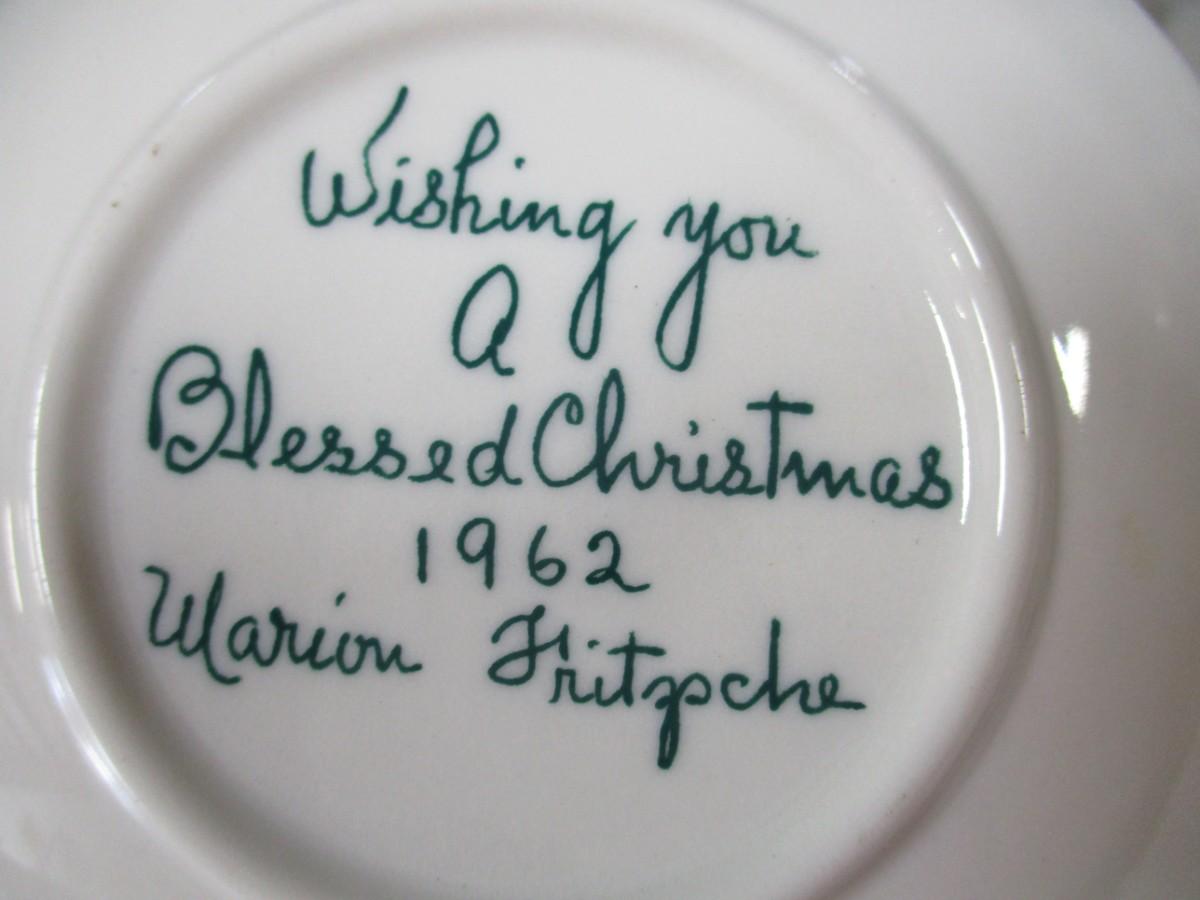 Wishing you
A
Blessed Christmas
1962
Marion Fritzsche